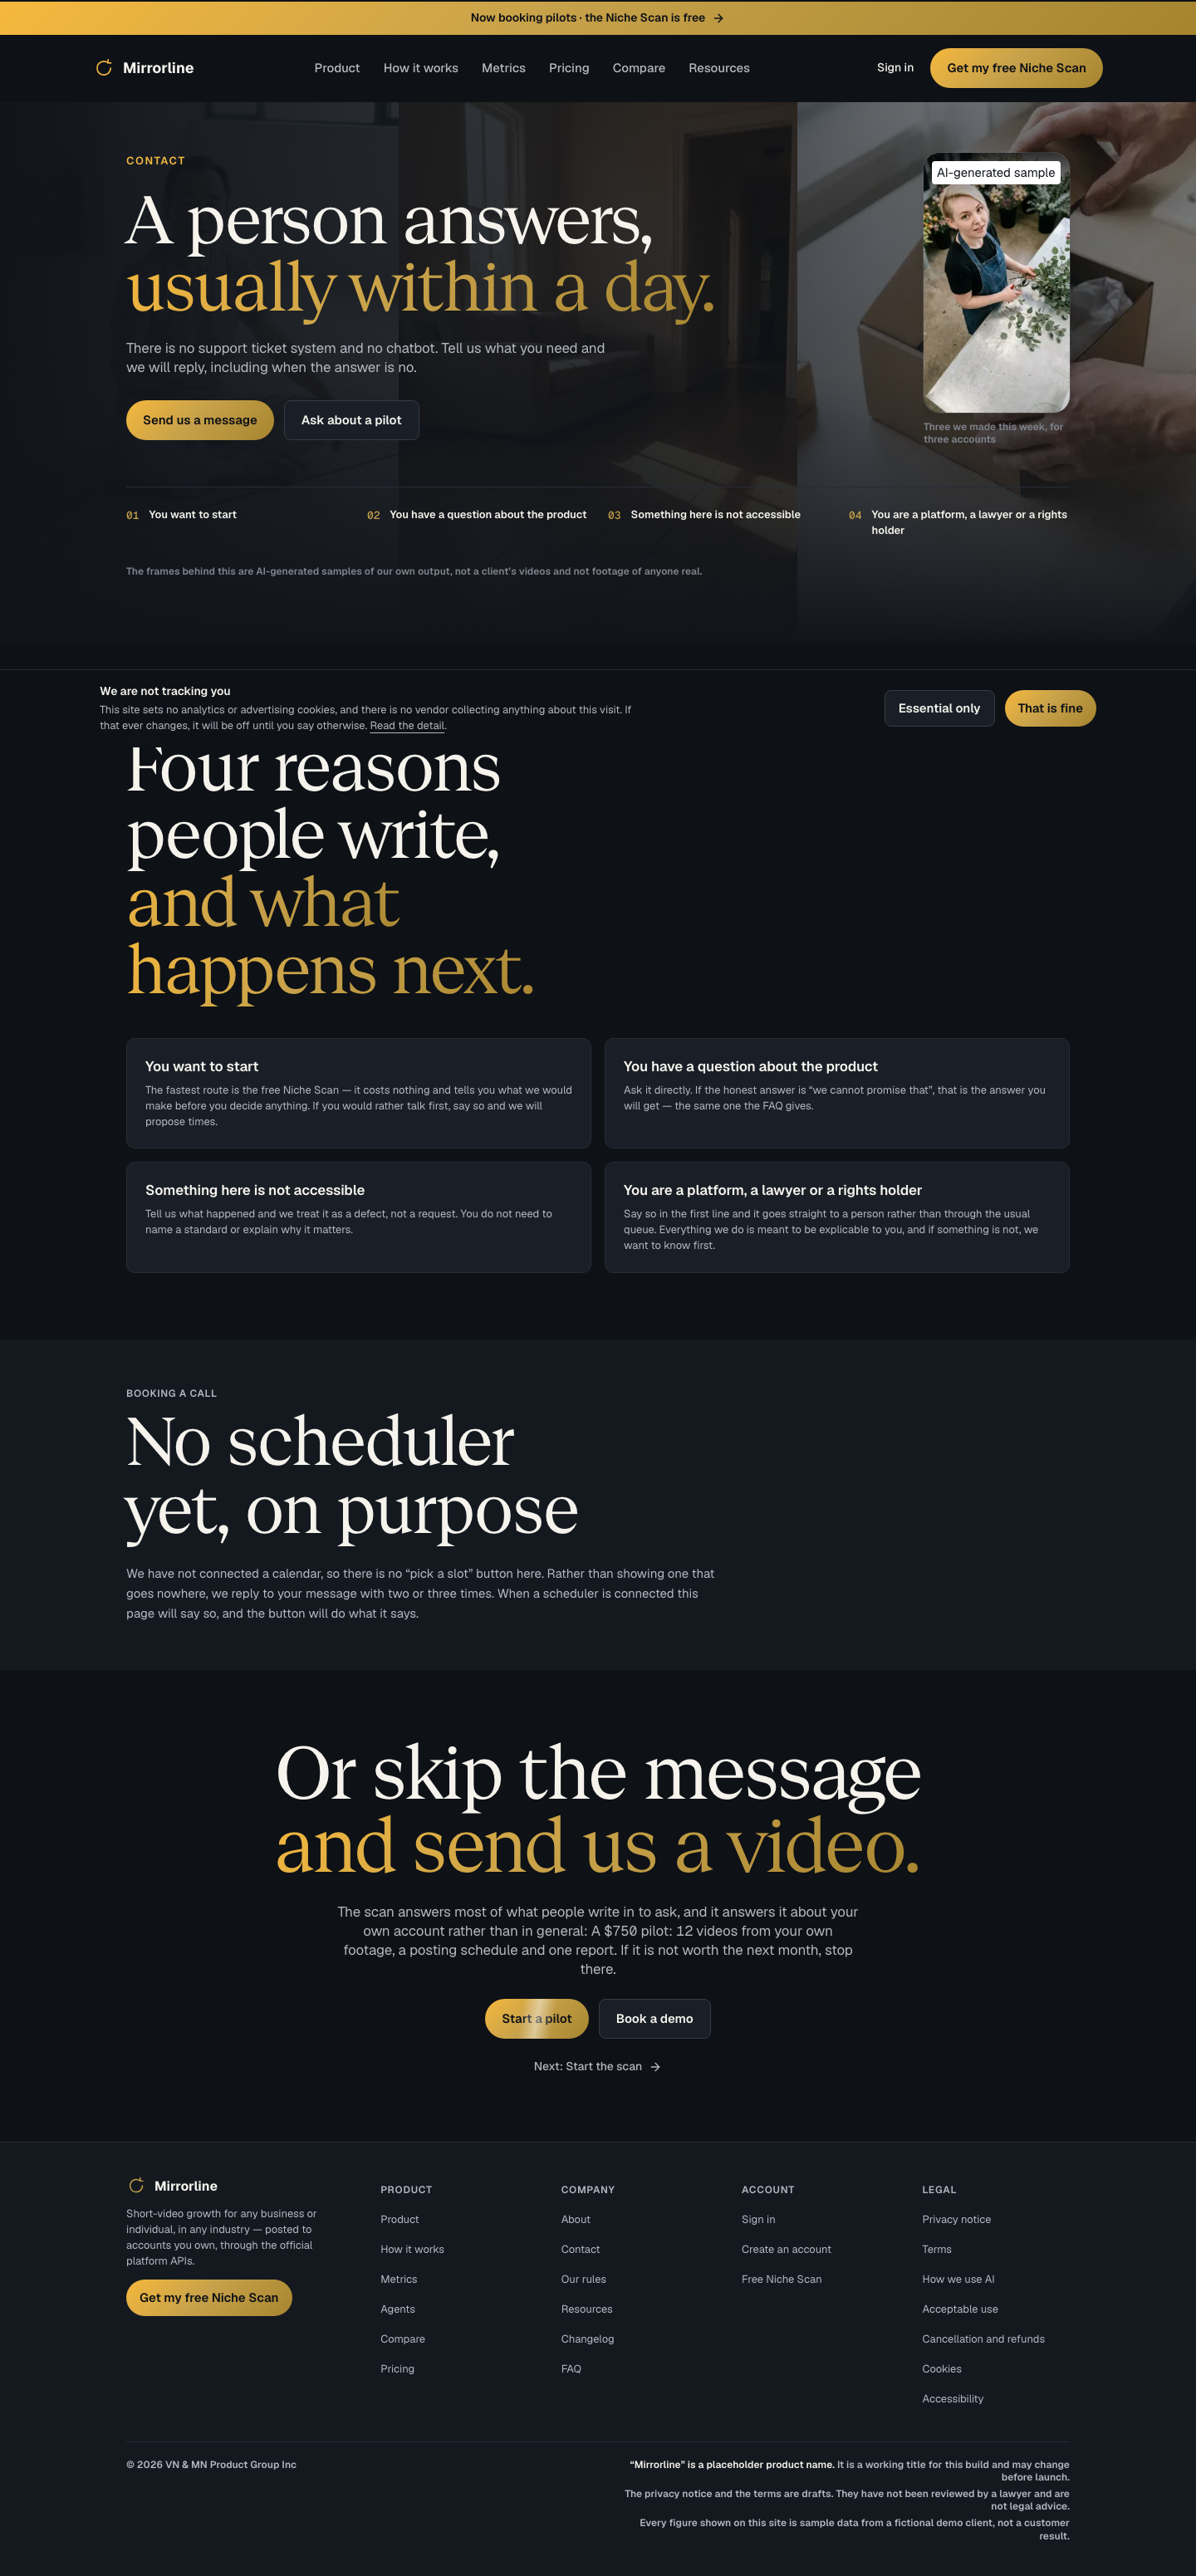 Now booking pilots · the Niche Scan is free →
Mirrorline
Product
How it works
Metrics
Pricing
Compare
Resources
Sign in
Get my free Niche Scan
CONTACT
A person answers,
usually within a day.
There is no support ticket system and no chatbot. Tell us what you need and
we will reply, including when the answer is no.
Send us a message
Ask about a pilot
AI-generated sample
Three we made this week, for
three accounts
01 You want to start
02 You have a question about the product
03 Something here is not accessible
04 You are a platform, a lawyer or a rights
holder
The frames behind this are AI-generated samples of our own output, not a client's videos and not footage of anyone real.
We are not tracking you
This site sets no analytics or advertising cookies, and there is no vendor collecting anything about this visit. If
that ever changes, it will be off until you say otherwise. Read the detail.
Essential only
That is fine
Four reasons
people write,
and what
happens next.
You want to start
The fastest route is the free Niche Scan — it costs nothing and tells you what we would
make before you decide anything. If you would rather talk first, say so and we will
propose times.
You have a question about the product
Ask it directly. If the honest answer is “we cannot promise that”, that is the answer you
will get — the same one the FAQ gives.
Something here is not accessible
Tell us what happened and we treat it as a defect, not a request. You do not need to
name a standard or explain why it matters.
You are a platform, a lawyer or a rights holder
Say so in the first line and it goes straight to a person rather than through the usual
queue. Everything we do is meant to be explicable to you, and if something is not, we
want to know first.
BOOKING A CALL
No scheduler
yet, on purpose
We have not connected a calendar, so there is no “pick a slot” button here. Rather than showing one that
goes nowhere, we reply to your message with two or three times. When a scheduler is connected this
page will say so, and the button will do what it says.
Or skip the message
and send us a video.
The scan answers most of what people write in to ask, and it answers it about your
own account rather than in general: A $750 pilot: 12 videos from your own
footage, a posting schedule and one report. If it is not worth the next month, stop
there.
Start a pilot
Book a demo
Next: Start the scan →
Mirrorline
Short-video growth for any business or
individual, in any industry — posted to
accounts you own, through the official
platform APIs.
Get my free Niche Scan
PRODUCT
Product
How it works
Metrics
Agents
Compare
Pricing
COMPANY
About
Contact
Our rules
Resources
Changelog
FAQ
ACCOUNT
Sign in
Create an account
Free Niche Scan
LEGAL
Privacy notice
Terms
How we use AI
Acceptable use
Cancellation and refunds
Cookies
Accessibility
© 2026 VN & MN Product Group Inc
“Mirrorline” is a placeholder product name. It is a working title for this build and may change
before launch.
The privacy notice and the terms are drafts. They have not been reviewed by a lawyer and are
not legal advice.
Every figure shown on this site is sample data from a fictional demo client, not a customer
result.